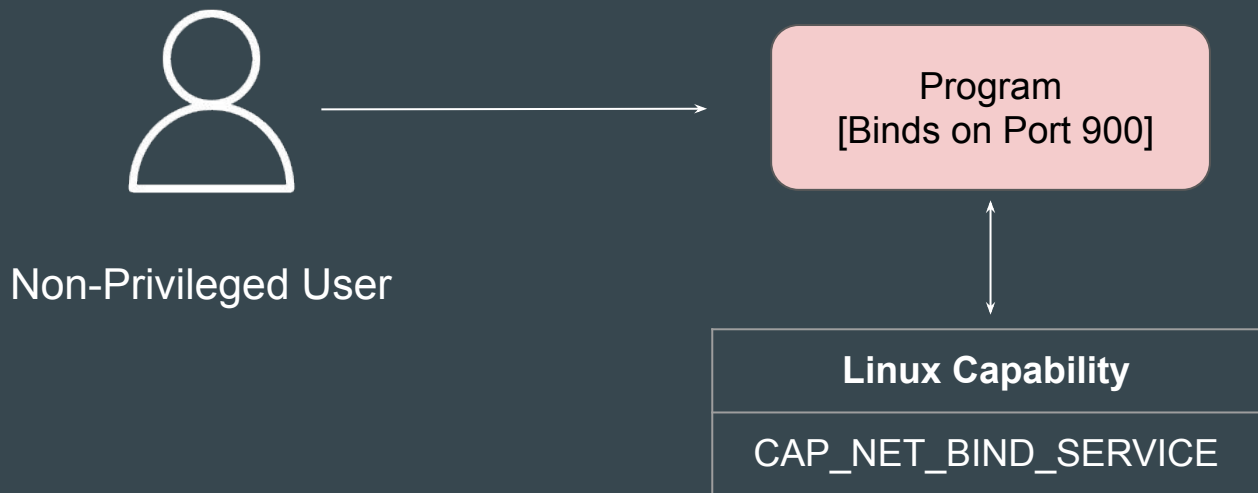 Program
[Binds on Port 900]
Non-Privileged User
Linux Capability
CAP_NET_BIND_SERVICE